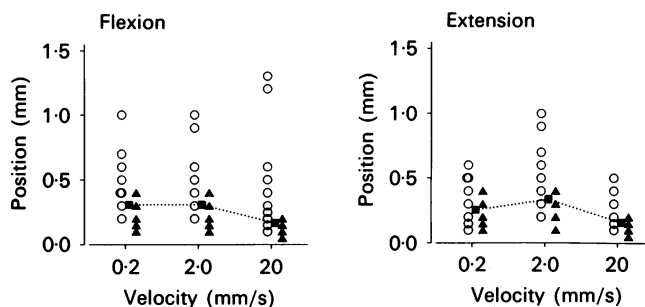 Flexion
1·5
1·0
0·5
0·0
Position (mm)
0·2 2·0 20
Velocity (mm/s)
Extension
1·5
1·0
0·5
0·0
Position (mm)
0·2 2·0 20
Velocity (mm/s)